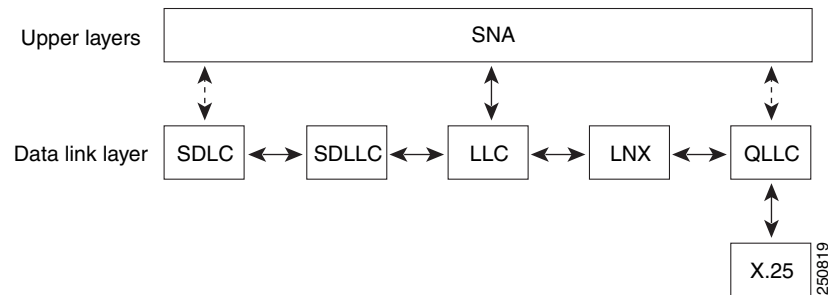 Upper layers
SNA
Data link layer
SDLC
SDLLC
LLC
LNX
QLLC
X.25
250819